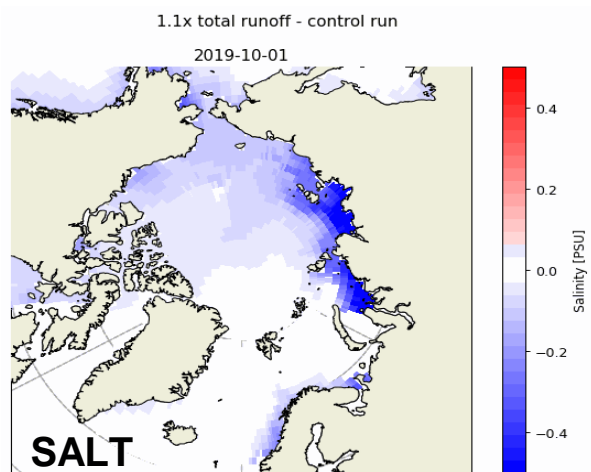 1.1x total runoff - control run
2019-10-01
0.4
0.2
0.0
−0.2
−0.4
Salinity [PSU]
SALT